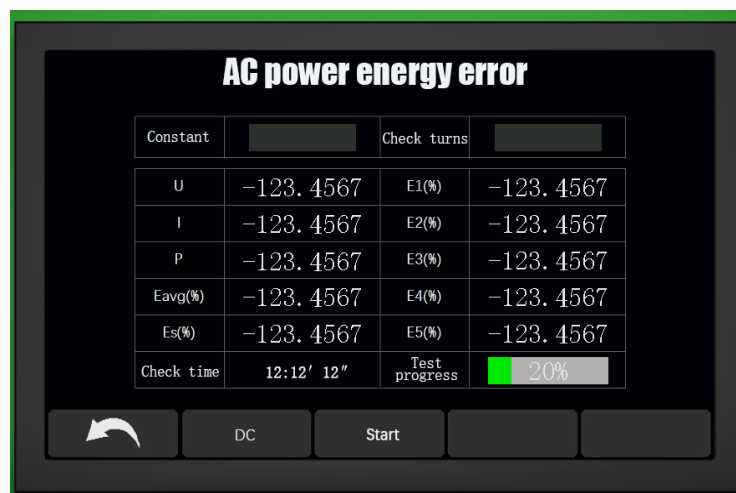 AC power energy error
Constant Check turns
U -123.4567 E1(%) -123.4567
I -123.4567 E2(%) -123.4567
P -123.4567 E3(%) -123.4567
Eavg(%) -123.4567 E4(%) -123.4567
Es(%) -123.4567 E5(%) -123.4567
Check time 12:12′ 12″ Test progress 20%
DC Start